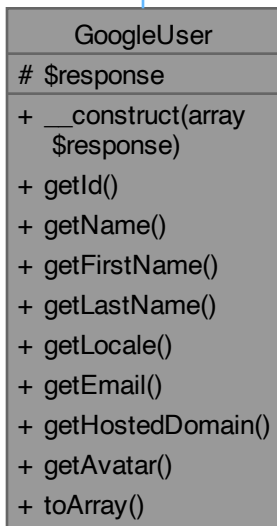 GoogleUser
# $response
+ __construct(array
$response)
+ getId()
+ getName()
+ getFirstName()
+ getLastName()
+ getLocale()
+ getEmail()
+ getHostedDomain()
+ getAvatar()
+ toArray()